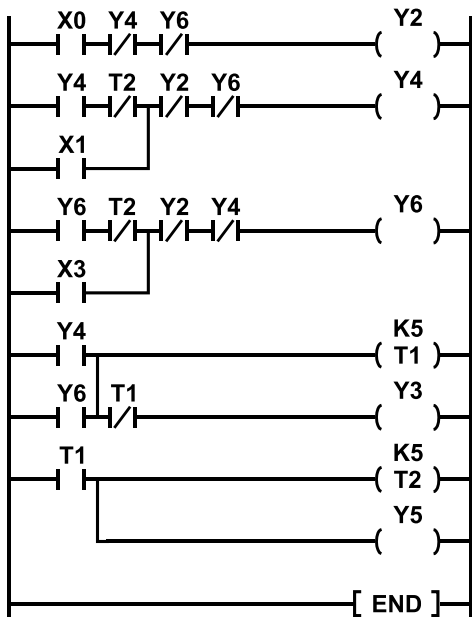 X0 Y4 Y6 Y2
Y4 T2 Y2 Y6 Y4
X1
Y6 T2 Y2 Y4 Y6
X3
Y4 K5
T1
Y6 T1 Y3
T1 K5
T2
Y5
END